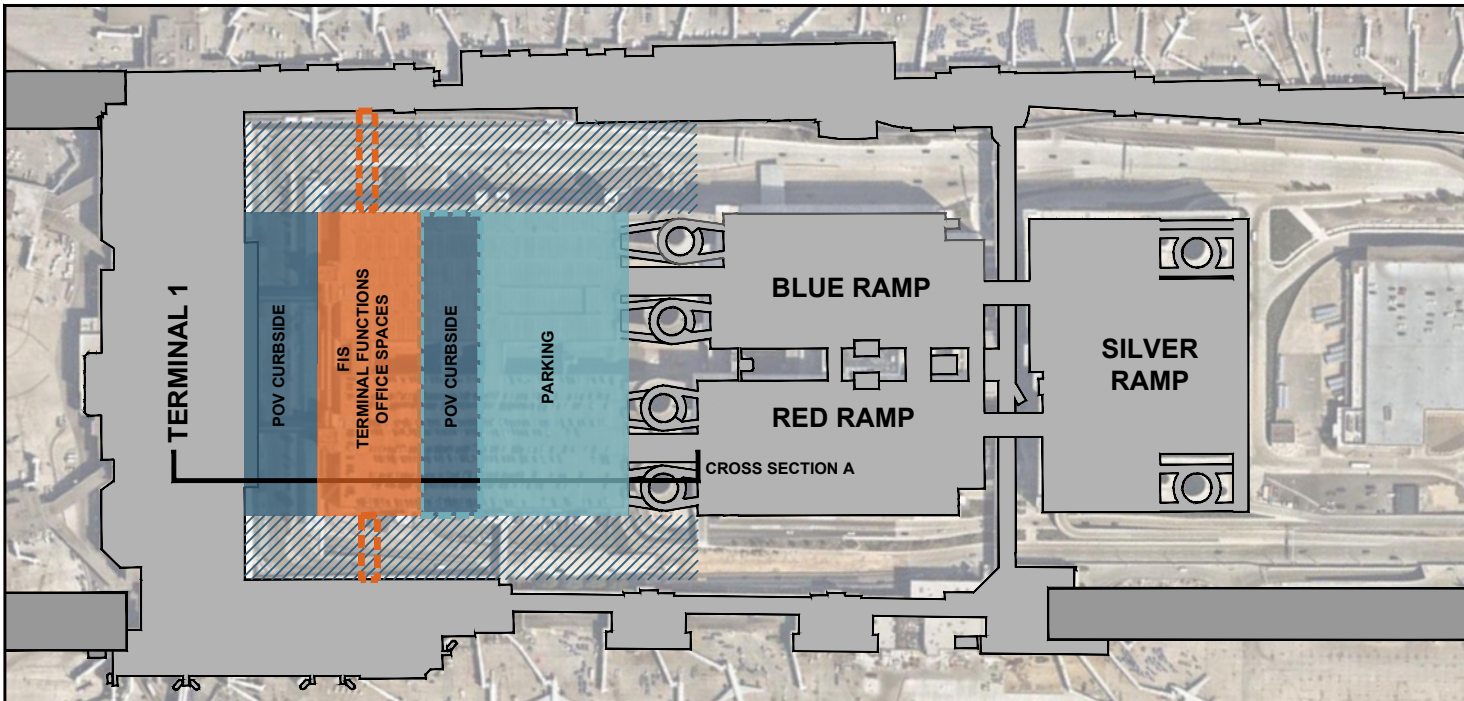 TERMINAL 1
POV CURBSIDE
FIS
TERMINAL FUNCTIONS
OFFICE SPACES
POV CURBSIDE
PARKING
BLUE RAMP
RED RAMP
SILVER
RAMP
CROSS SECTION A